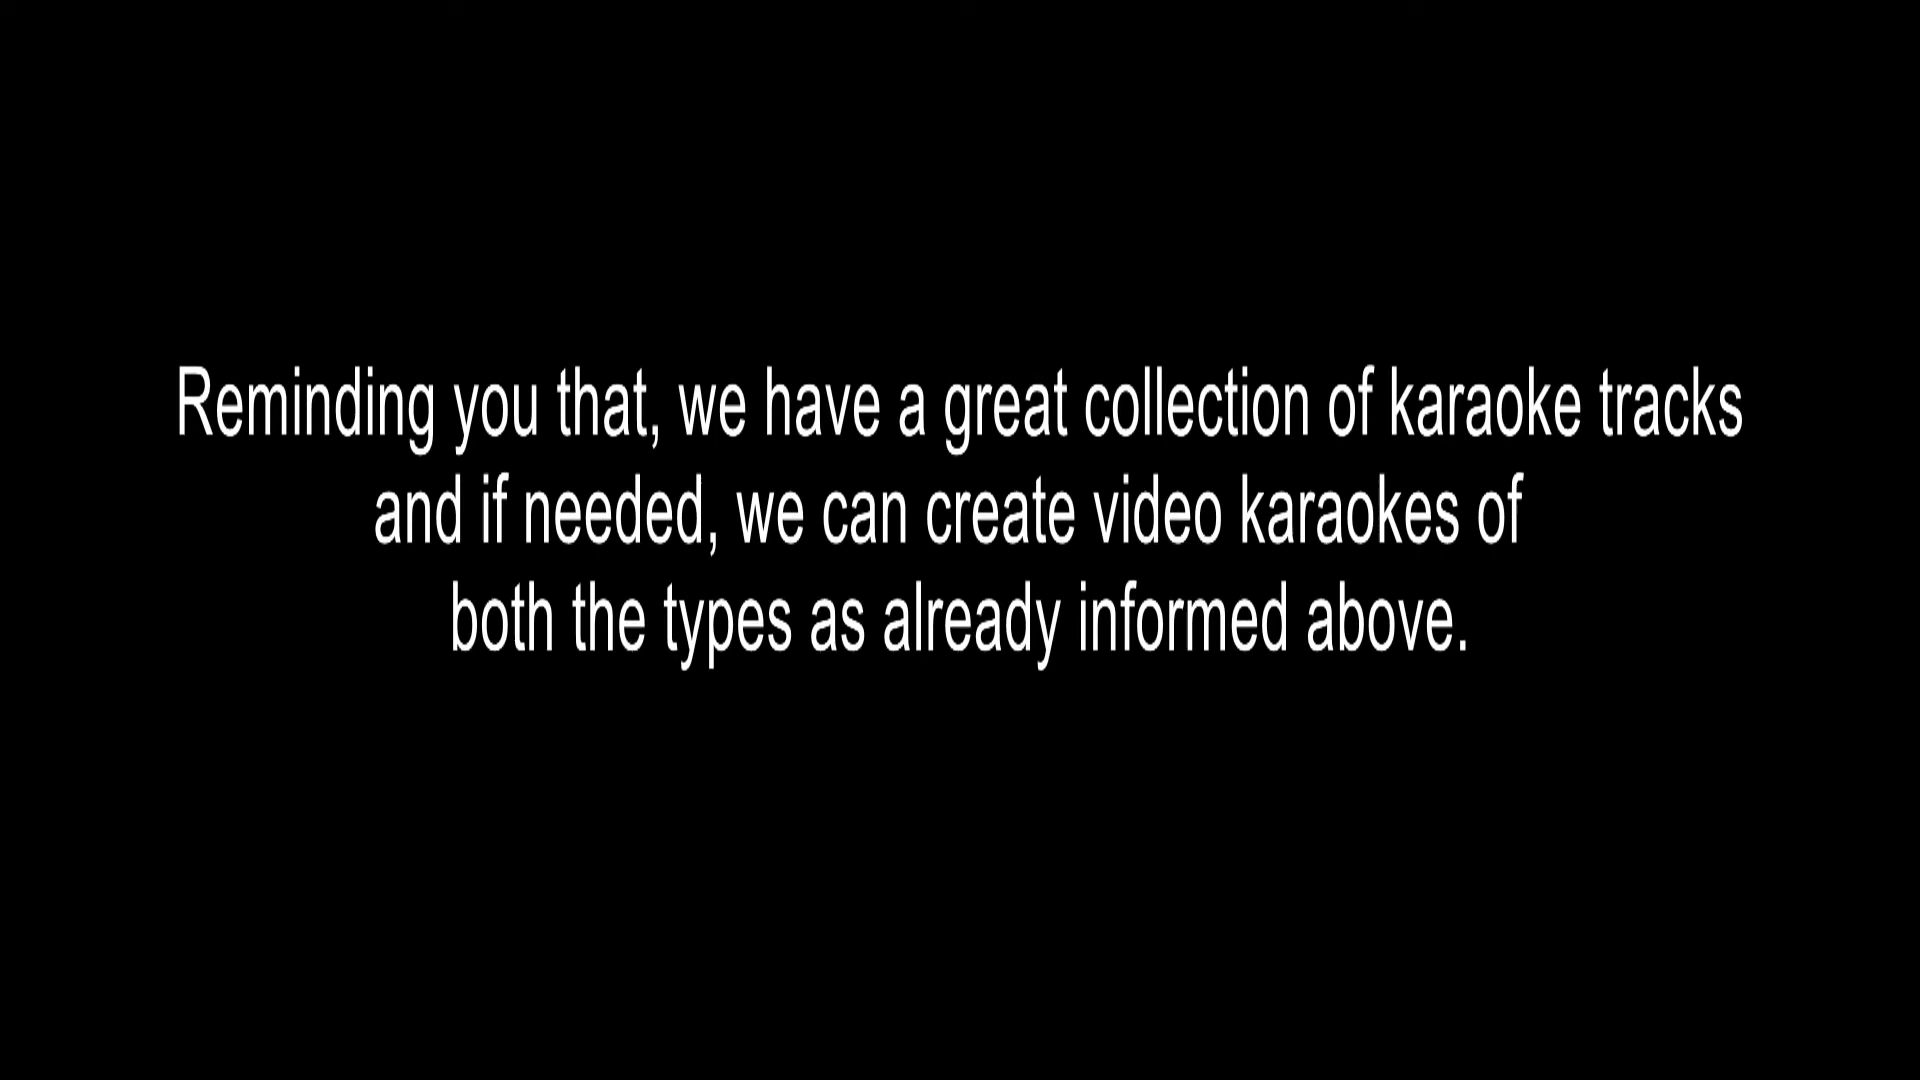 Reminding you that, we have a great collection of karaoke tracks
and if needed, we can create video karaokes of
both the types as already informed above.